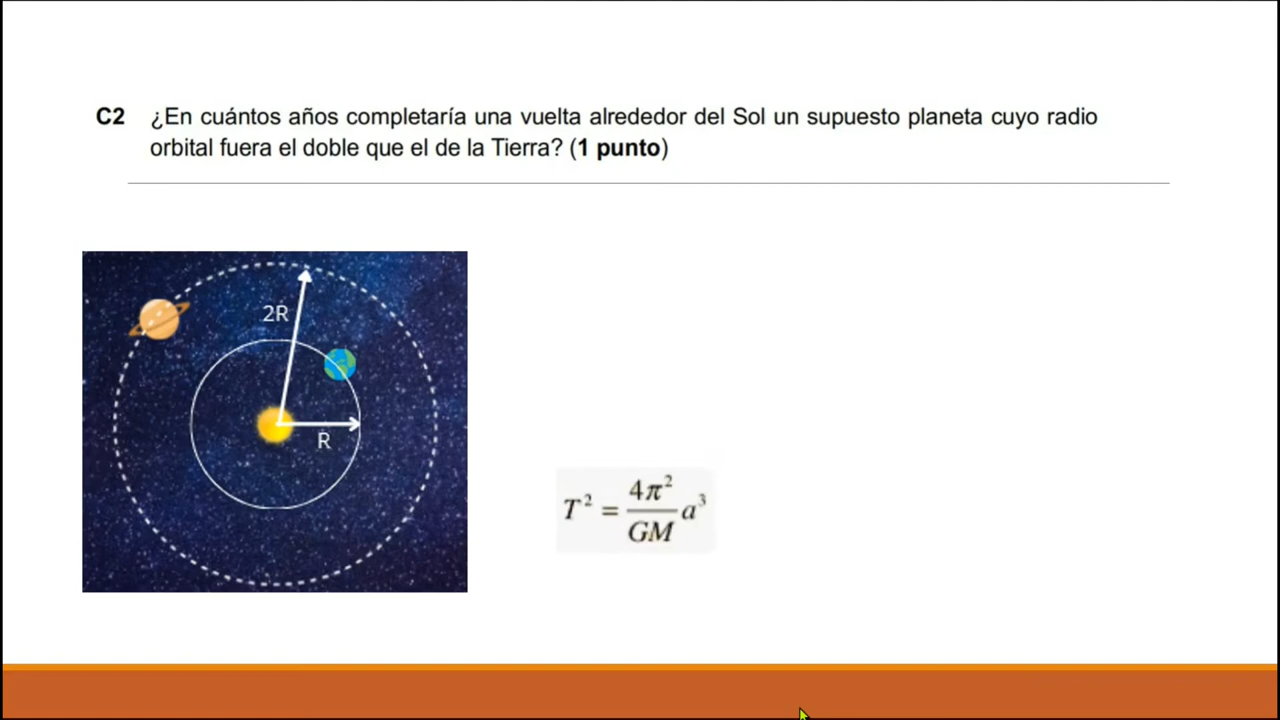 C2 ¿En cuántos años completaría una vuelta alrededor del Sol un supuesto planeta cuyo radio
orbital fuera el doble que el de la Tierra? (1 punto)
2R
R
T² = 4π²/GM a³